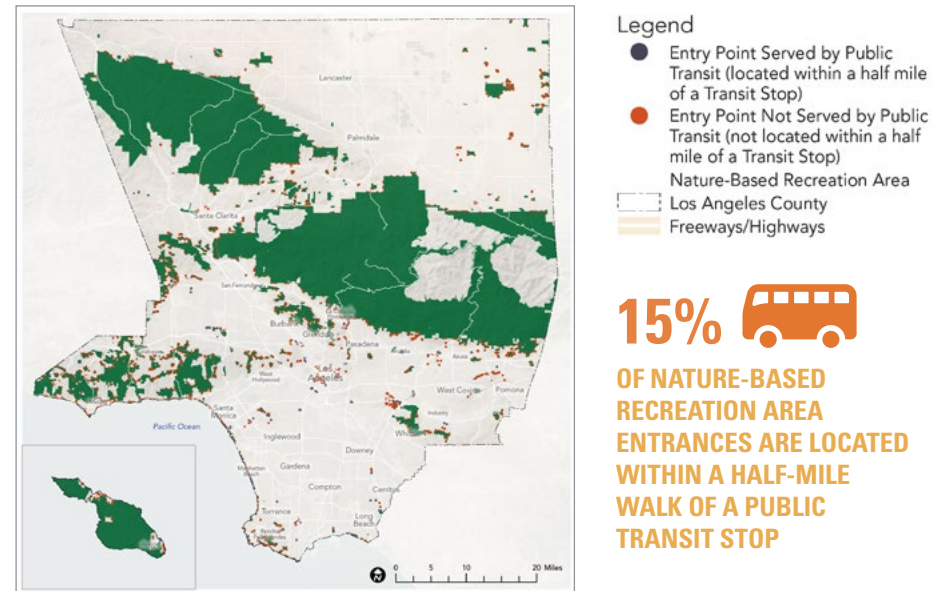 Lancaster
Palmdale
Santa Clarita
San Fernando
Burbank
Glendale
Pasadena
Azusa
West
Hollywood
Los
Angeles
West Covina
Pomona
Santa
Monica
Industry
Pacific Ocean
Inglewood
Downey
Manhattan
Beach
Gardena
Compton
Cerritos
Torrance
Long
Beach
0 5 10 20 Miles
Legend
Entry Point Served by Public
Transit (located within a half mile
of a Transit Stop)
Entry Point Not Served by Public
Transit (not located within a half
mile of a Transit Stop)
Nature-Based Recreation Area
Los Angeles County
Freeways/Highways
15%
OF NATURE-BASED
RECREATION AREA
ENTRANCES ARE LOCATED
WITHIN A HALF-MILE
WALK OF A PUBLIC
TRANSIT STOP